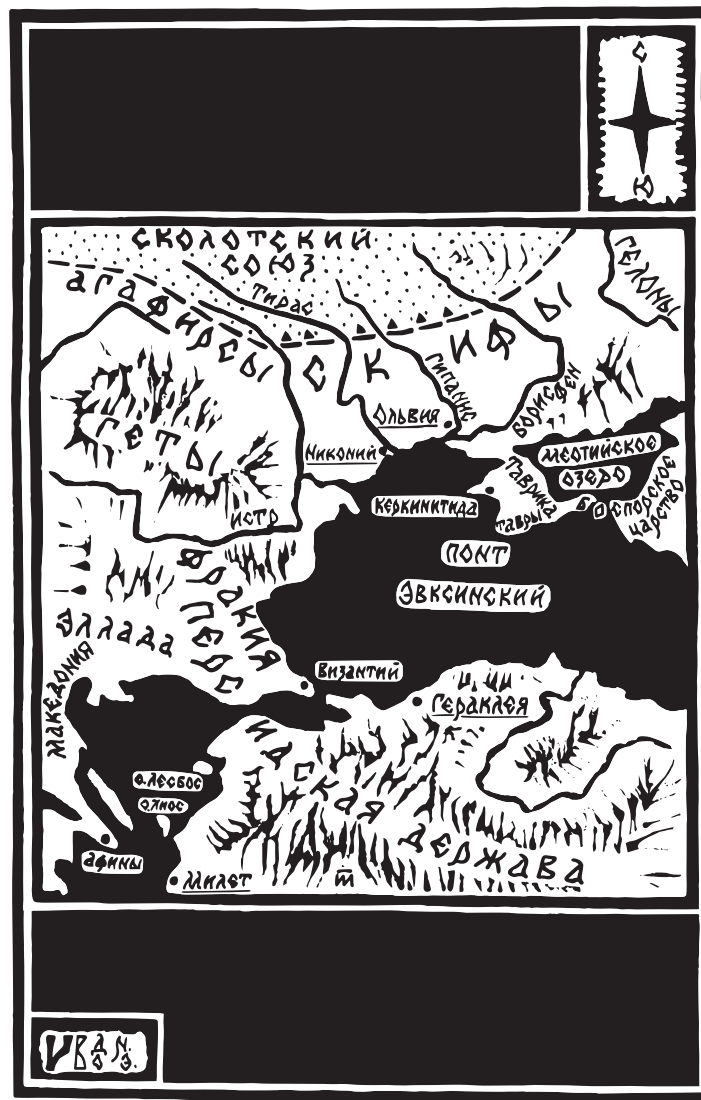 С
Ю
СКОЛОТСКИЙ
СОЮЗ
ГЕЛОНЫ
АГАФИРСЫ
Тирас
СКИФЫ
Гипанис
БОРИСФЕН
ГЕТЫ
ОЛЬВИЯ
НИКОНИЙ
МЕОТИЙСКОЕ
ОЗЕРО
БОСПОРСКОЕ
ЦАРСТВО
ТАВРИКА
ТАВРЫ
КЕРКИНИТИДА
ИСТР
ПОНТ
ЭВКСИНСКИЙ
ФРАКИЯ
ЭЛЛАДА
МАКЕДОНИЯ
ВИЗАНТИЙ
ГЕРАКЛЕЯ
ПЕРСИДСКАЯ ДЕРЖАВА
О.ЛЕСБОС
О.ХИОС
АФИНЫ
МИЛЕТ